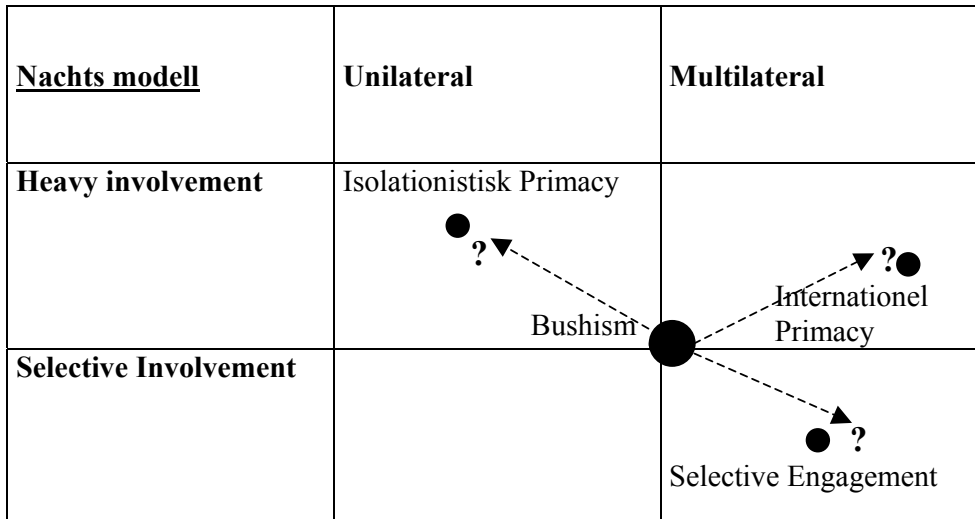 Nachts modell
Unilateral
Multilateral
Heavy involvement
Isolationistisk Primacy
?
?
Internationel
Primacy
Bushism
Selective Involvement
?
Selective Engagement